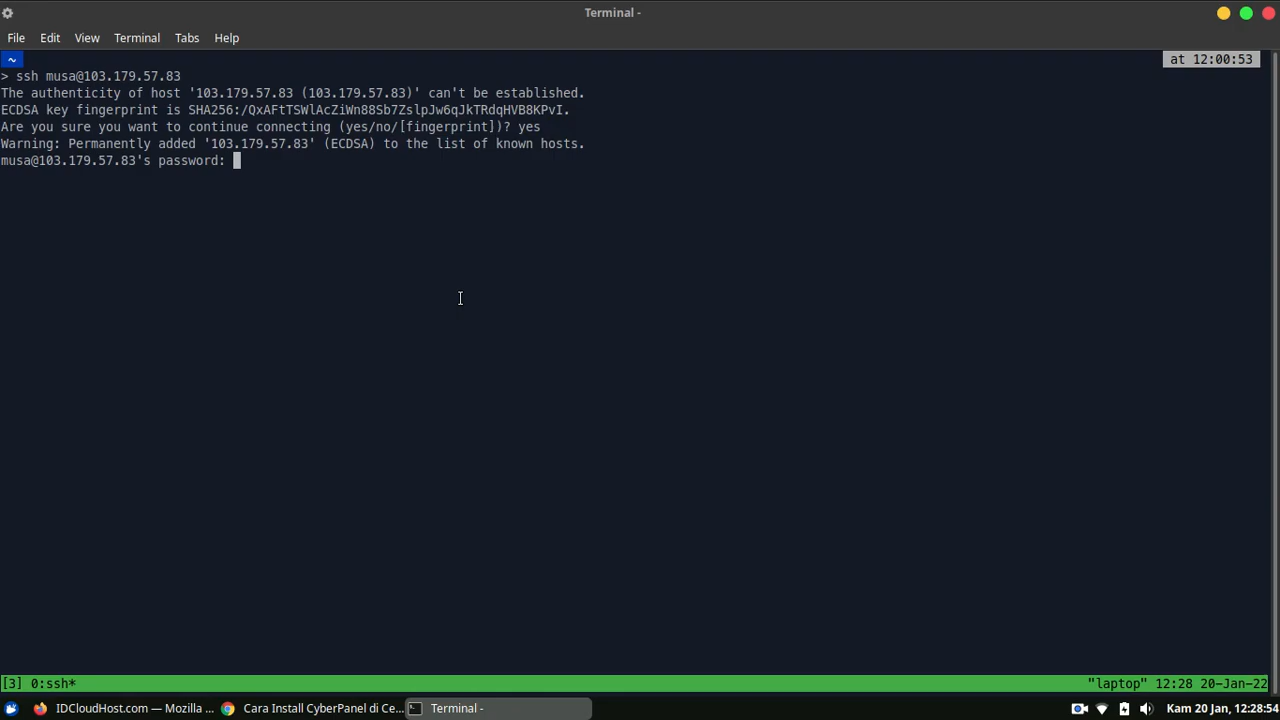 Terminal -
File Edit View Terminal Tabs Help
~ at 12:00:53
> ssh musa@103.179.57.83
The authenticity of host '103.179.57.83 (103.179.57.83)' can't be established.
ECDSA key fingerprint is SHA256:/QxAFtTSWlAcZiWn88Sb7ZslpJw6qJkTRdqHVB8KPvI.
Are you sure you want to continue connecting (yes/no/[fingerprint])? yes
Warning: Permanently added '103.179.57.83' (ECDSA) to the list of known hosts.
musa@103.179.57.83's password:
[3] 0:ssh* "laptop" 12:28 20-Jan-22
IDCloudHost.com — Mozilla ... Cara Install CyberPanel di Ce... Terminal - Kam 20 Jan, 12:28:54